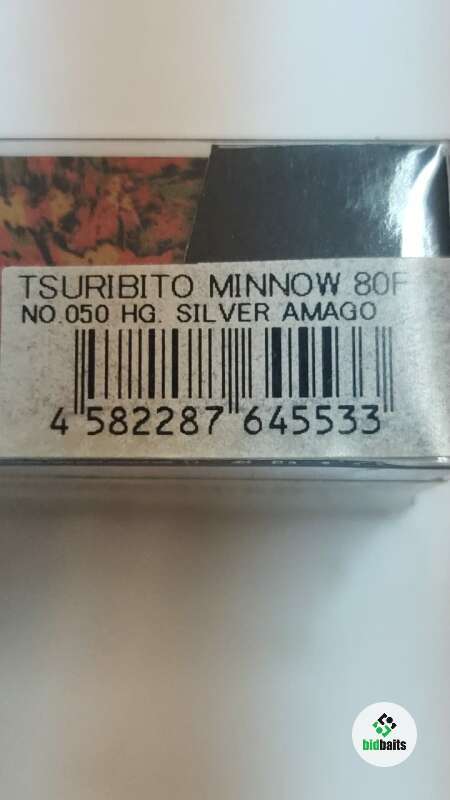 TSURIBITO MINNOW 80F
NO.050 HG. SILVER AMAGO
4 582287 645533
bidbaits